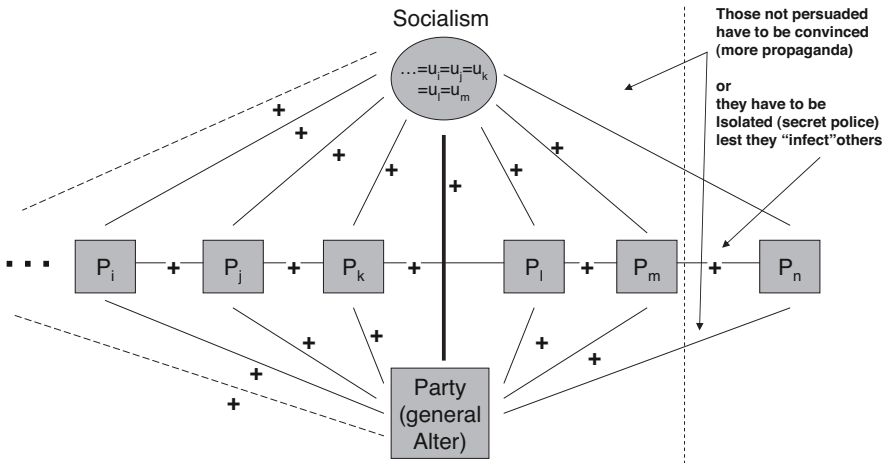 Socialism
...=uᵢ=uⱼ=uₖ
=uₗ=uₘ
Those not persuaded
have to be convinced
(more propaganda)
or
they have to be
Isolated (secret police)
lest they “infect”others
+
+
+
+
+
+
+
...
Pᵢ
+
Pⱼ
+
Pₖ
+
Pₗ
+
Pₘ
+
Pₙ
+
+
+
+
+
+
Party
(general
Alter)